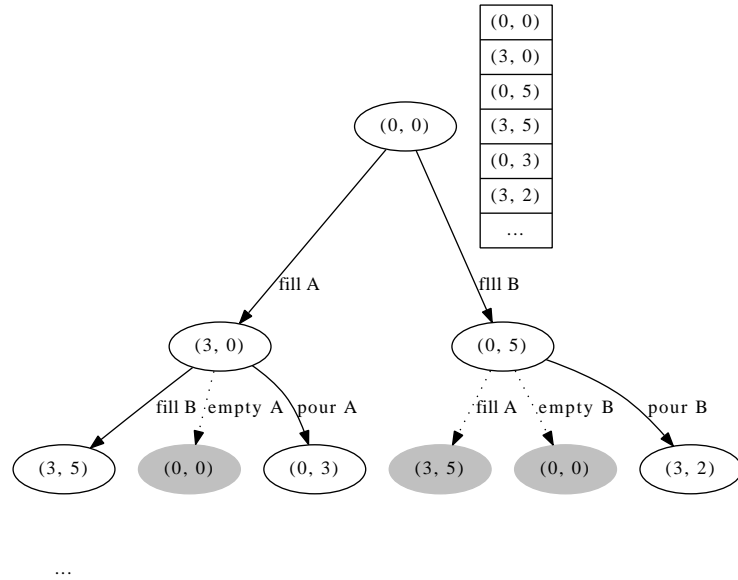 (0, 0)
(3, 0)
(0, 5)
(3, 5)
(0, 3)
(3, 2)
...
(0, 0)
fill A
flll B
(3, 0)
(0, 5)
fill B
empty A
pour A
fill A
empty B
pour B
(3, 5)
(0, 0)
(0, 3)
(3, 5)
(0, 0)
(3, 2)
...